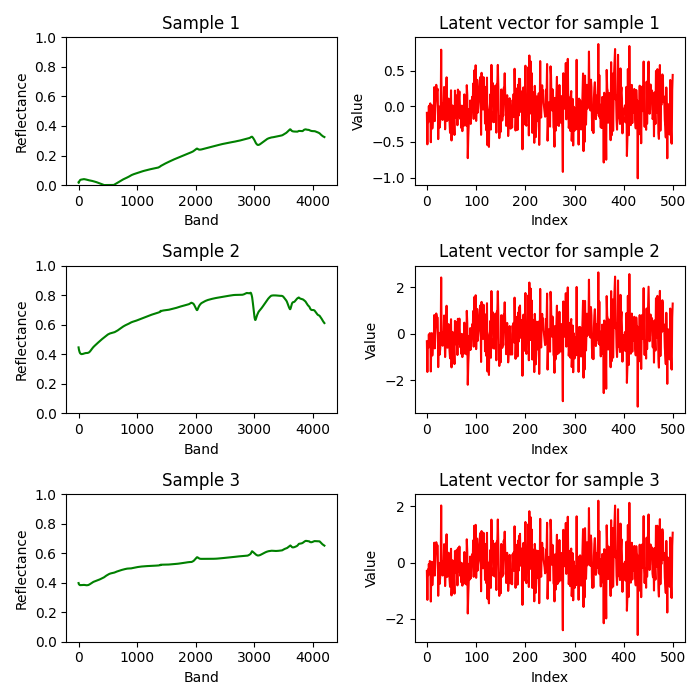 Sample 1
Latent vector for sample 1
1.0
0.8
0.6
0.4
0.2
0.0
Reflectance
0 1000 2000 3000 4000
Band
0.5
0.0
−0.5
−1.0
Value
0 100 200 300 400 500
Index
Sample 2
Latent vector for sample 2
1.0
0.8
0.6
0.4
0.2
0.0
Reflectance
0 1000 2000 3000 4000
Band
2
0
−2
Value
0 100 200 300 400 500
Index
Sample 3
Latent vector for sample 3
1.0
0.8
0.6
0.4
0.2
0.0
Reflectance
0 1000 2000 3000 4000
Band
2
0
−2
Value
0 100 200 300 400 500
Index